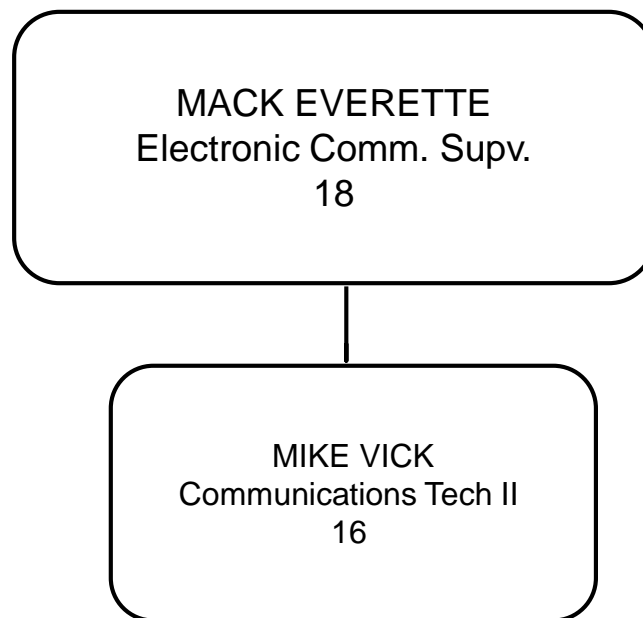 MACK EVERETTE
Electronic Comm. Supv.
18
MIKE VICK
Communications Tech II
16